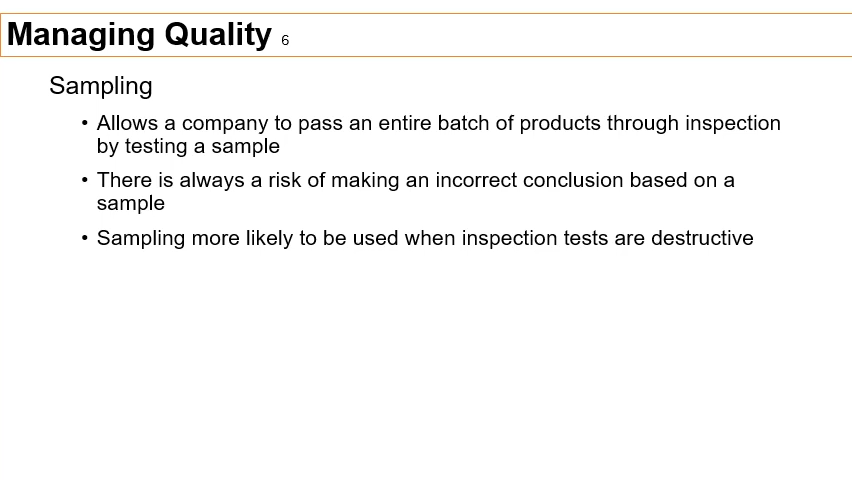 Managing Quality 6
Sampling
• Allows a company to pass an entire batch of products through inspection
by testing a sample
• There is always a risk of making an incorrect conclusion based on a
sample
• Sampling more likely to be used when inspection tests are destructive